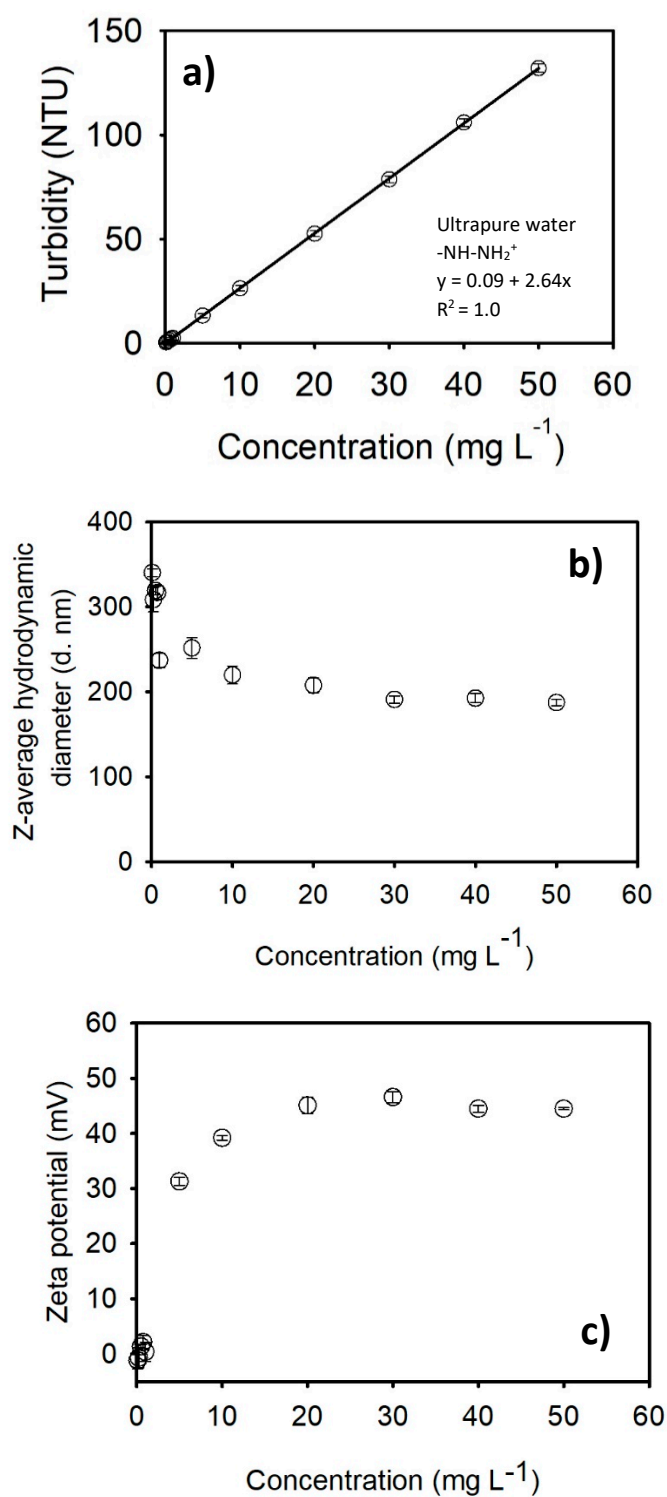 150
a)
100
Turbidity (NTU)
50
Ultrapure water
-NH-NH₂⁺
y = 0.09 + 2.64x
R² = 1.0
0
0 10 20 30 40 50 60
Concentration (mg L⁻¹)
400
b)
300
Z-average hydrodynamic
diameter (d. nm)
200
100
0
0 10 20 30 40 50 60
Concentration (mg L⁻¹)
60
50
40
Zeta potential (mV)
30
20
10
c)
0
0 10 20 30 40 50 60
Concentration (mg L⁻¹)